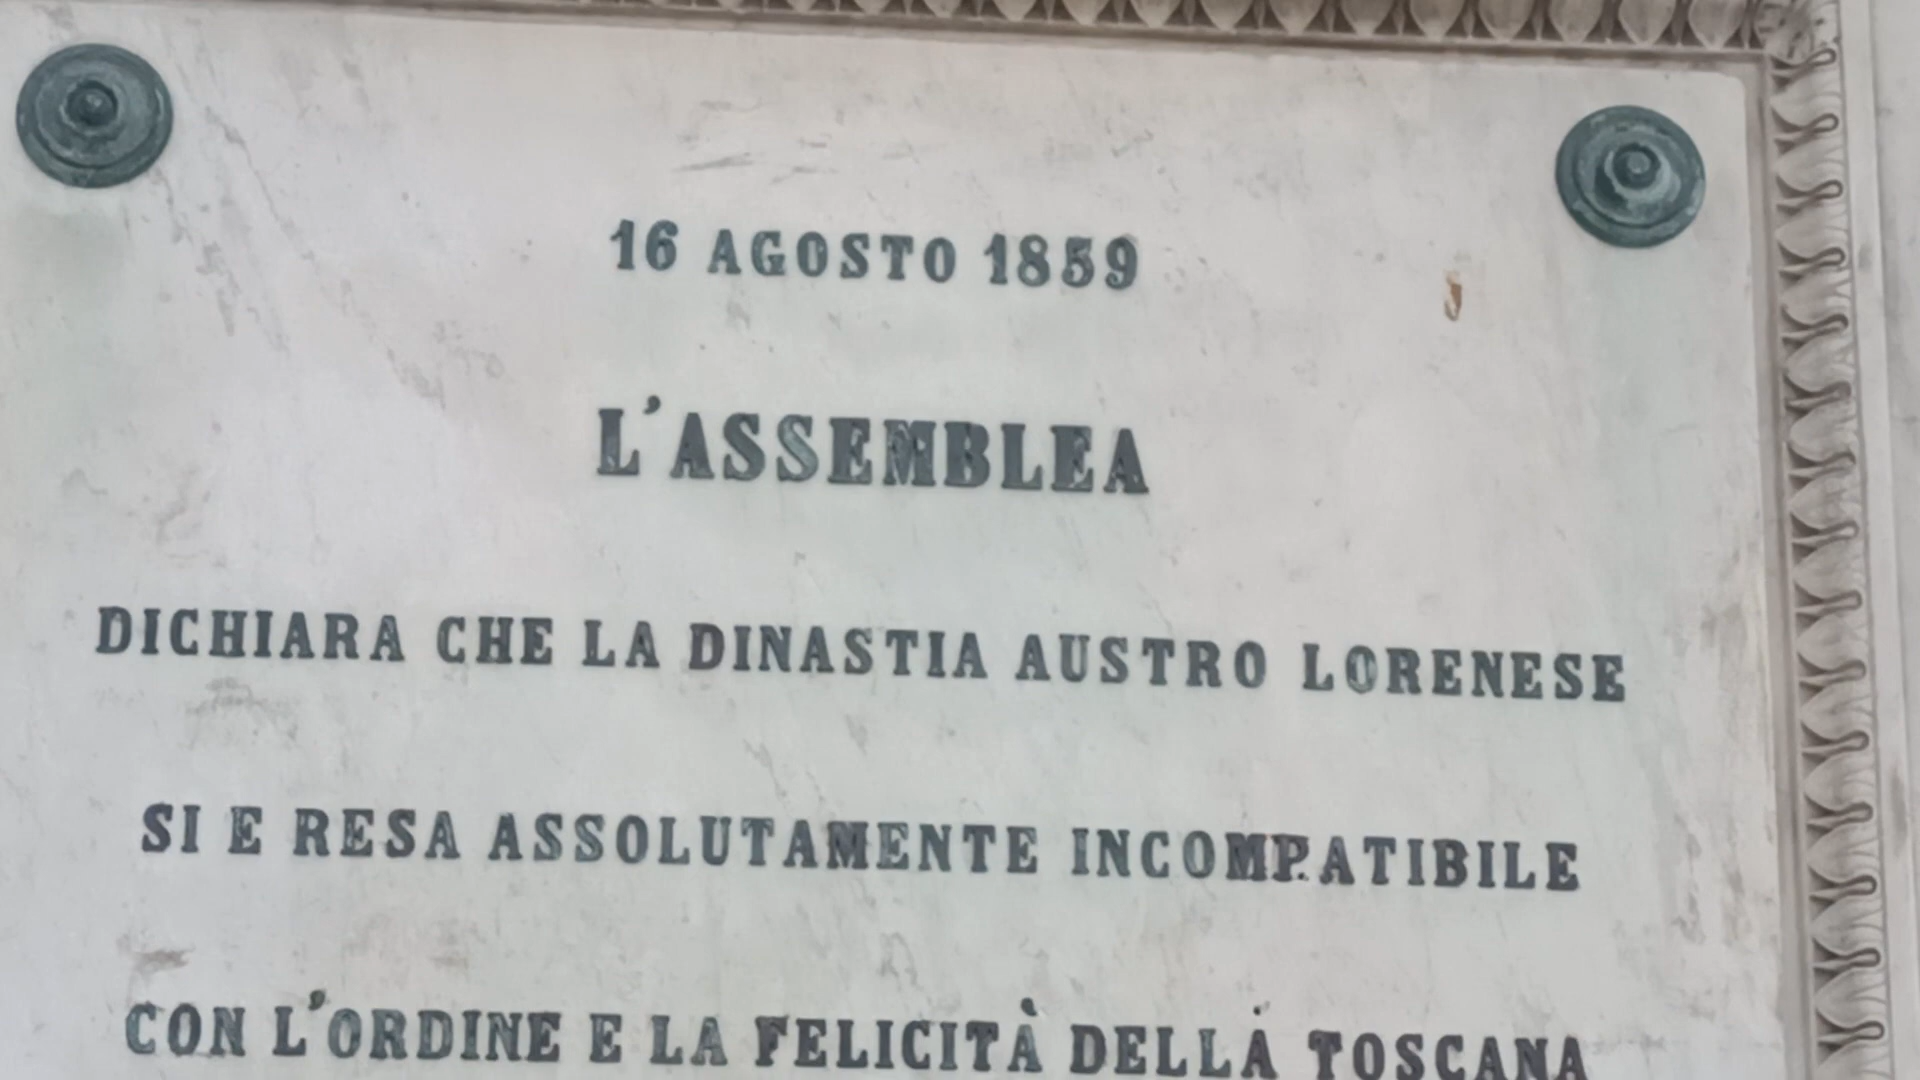 16 AGOSTO 1859
L'ASSEMBLEA
DICHIARA CHE LA DINASTIA AUSTRO LORENESE
SI E RESA ASSOLUTAMENTE INCOMPATIBILE
CON L'ORDINE E LA FELICITÀ DELLA TOSCANA